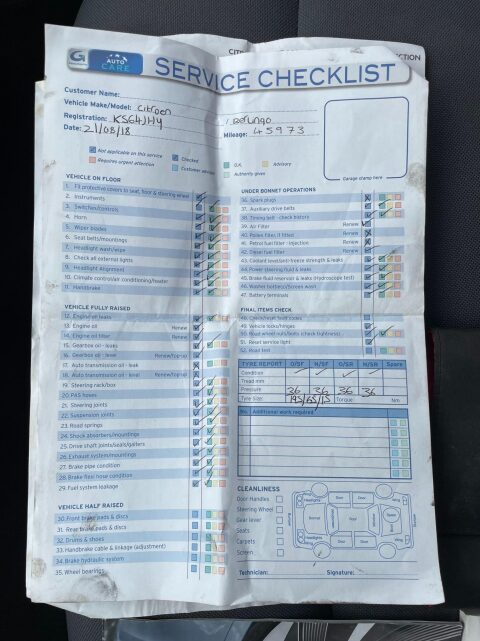 AUTO
CARE
SERVICE CHECKLIST
Customer Name:
Vehicle Make/Model: Citroen Berlingo
Registration: KS64JHY
Mileage: 45973
Date: 21/08/18
Not applicable on this service
Checked
Requires urgent attention
Customer
O.K.
Advisory
Authority given
Garage stamp here
VEHICLE ON FLOOR
1. Fit protective covers to seat, floor & steering wheel
2. Instruments
3. Switches/controls
4. Horn
5. Wiper blades
6. Seat belts/mountings
7. Headlight wash/wipe
8. Check all external lights
9. Headlight Alignment
10. Climate control/air conditioning/heater
11. Handbrake
VEHICLE FULLY RAISED
12. Engine oil leaks
13. Engine oil Renew
14. Engine oil filter Renew
15. Gearbox oil - leaks
16. Gearbox oil - level Renew/top-up
17. Auto transmission oil leak
18. Auto transmission oil - level Renew/top-up
19. Steering rack/box
20. PAS hoses
21. Steering joints
22. Suspension joints
23. Road springs
24. Shock absorbers/mountings
25. Drive shaft joints/seals/gaiters
26. Exhaust system/mountings
27. Brake pipe condition
28. Brake flexi hose condition
29. Fuel system leakage
VEHICLE HALF RAISED
30. Front brake pads & discs
31. Rear brake pads & discs
32. Drums & shoes
33. Handbrake cable & linkage (adjustment)
34. Brake hydraulic system
35. Wheel bearings
UNDER BONNET OPERATIONS
36. Spark plugs
37. Auxiliary drive belts
38. Timing belt - check history
39. Air Filter Renew
40. Pollen filter, if fitted Renew
41. Petrol fuel filter - injection Renew
42. Diesel fuel filter Renew
43. Coolant level/anti-freeze strength & leaks
44. Power steering fluid & leaks
45. Brake fluid reservoir & leaks (Hydroscope test)
46. Washer bottle(s)/Screen wash
47. Battery terminals
FINAL ITEMS CHECK
48. Check/reset fault codes
49. Vehicle locks/hinges
50. Road wheel nuts/bolts (check tightness)
51. Reset service light
52. Road test
TYRE REPORT O/SF N/SF O/SR N/SR Spare
Condition
Tread mm
Pressure 36 36 36 36
Tyre Size: 195/65/15 Torque Nm
No. Additional work required
CLEANLINESS
Door Handles
Steering Wheel
Gear lever
Seats
Carpets
Screen
Technician: Signature: